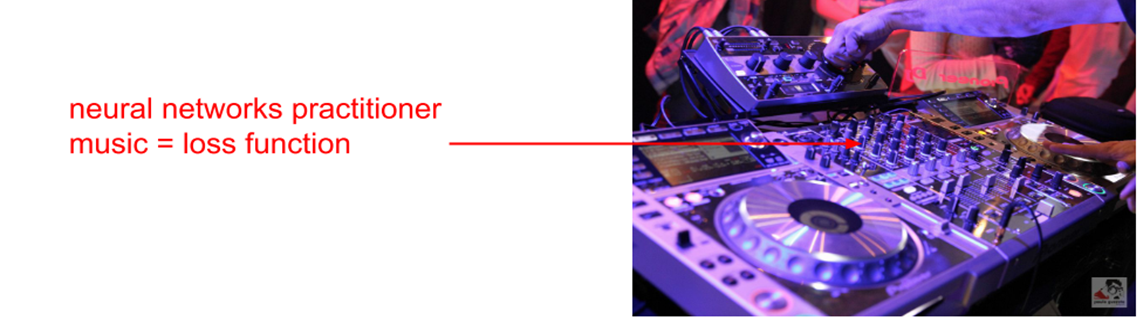 neural networks practitioner
music = loss function